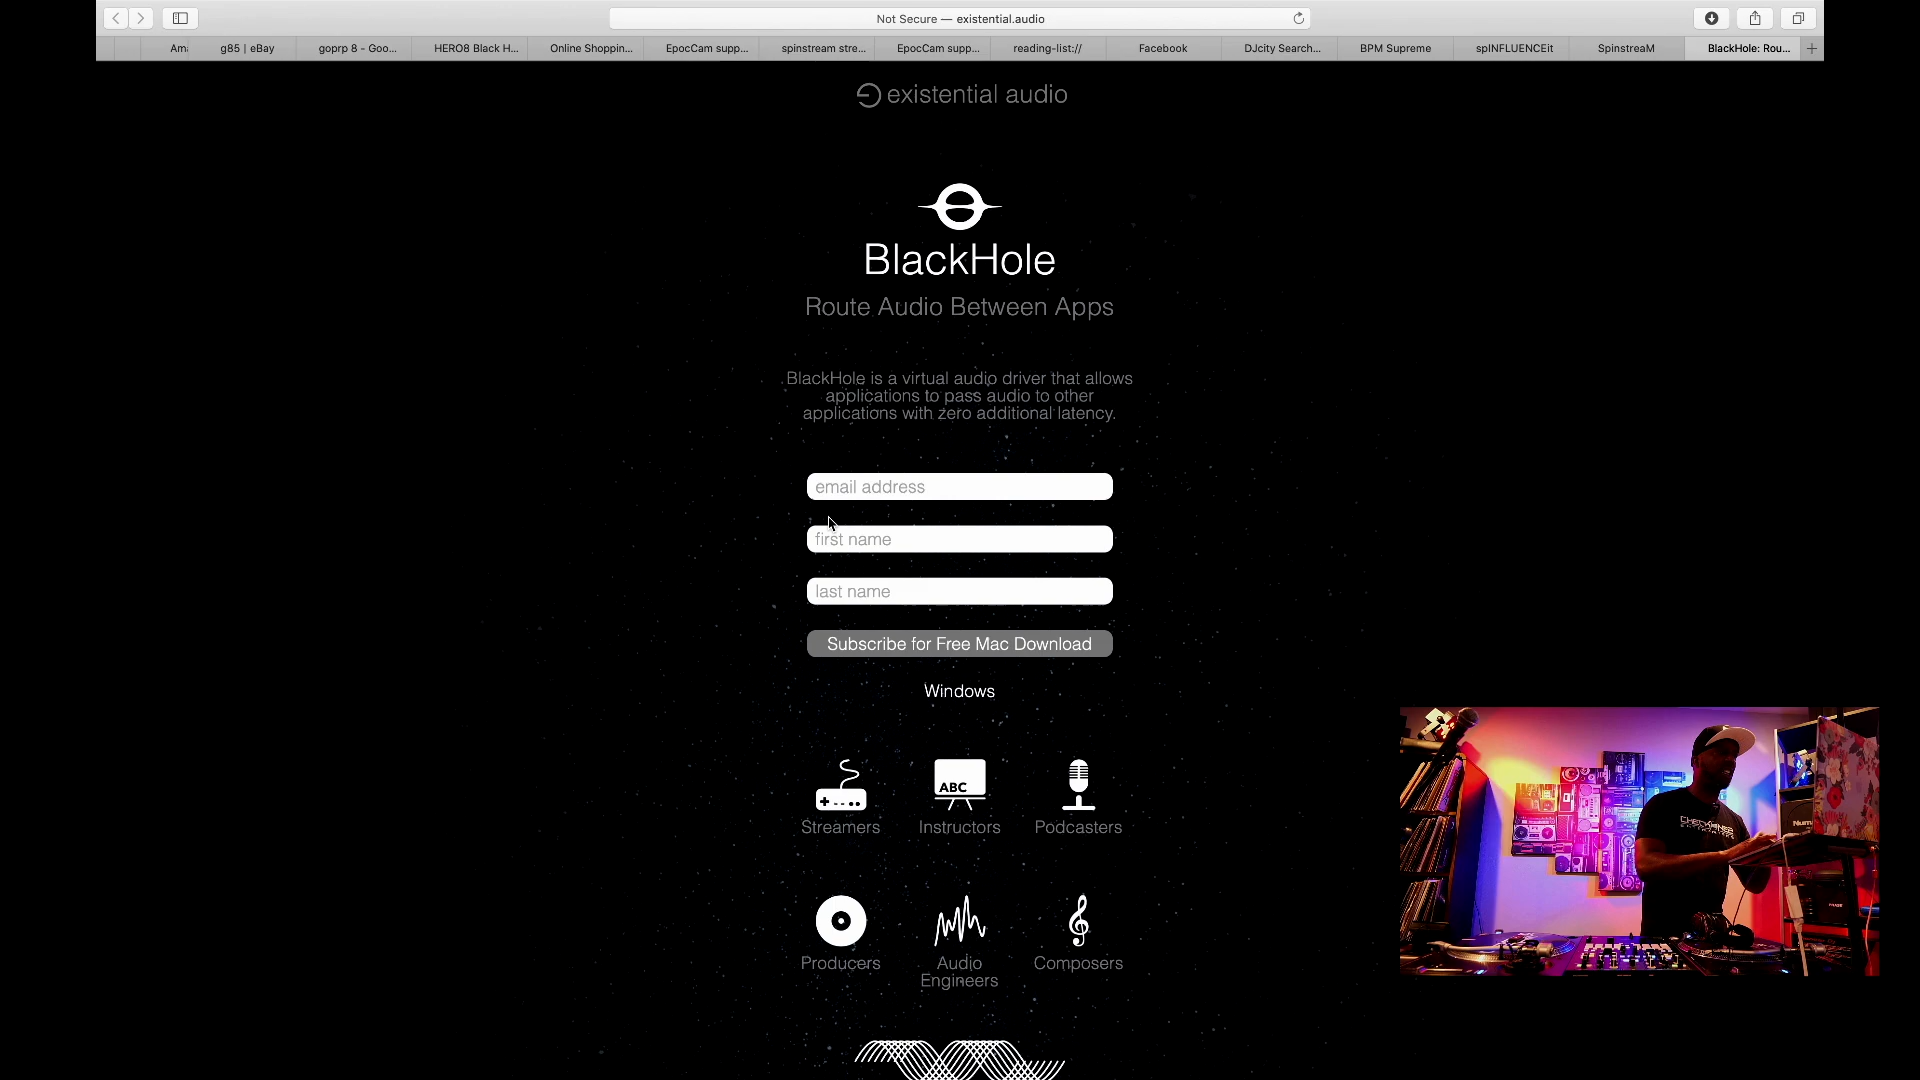 Not Secure — existential.audio
Am
g85 | eBay
goprp 8 - Goo...
HERO8 Black H...
Online Shoppin...
EpocCam supp...
spinstream stre...
EpocCam supp...
reading-list://
Facebook
DJcity Search...
BPM Supreme
spINFLUENCEit
SpinstreaM
BlackHole: Rou...
existential audio
BlackHole
Route Audio Between Apps
BlackHole is a virtual audio driver that allows
applications to pass audio to other
applications with zero additional latency.
email address
first name
last name
Subscribe for Free Mac Download
Windows
ABC
Streamers
Instructors
Podcasters
Producers
Audio
Engineers
Composers